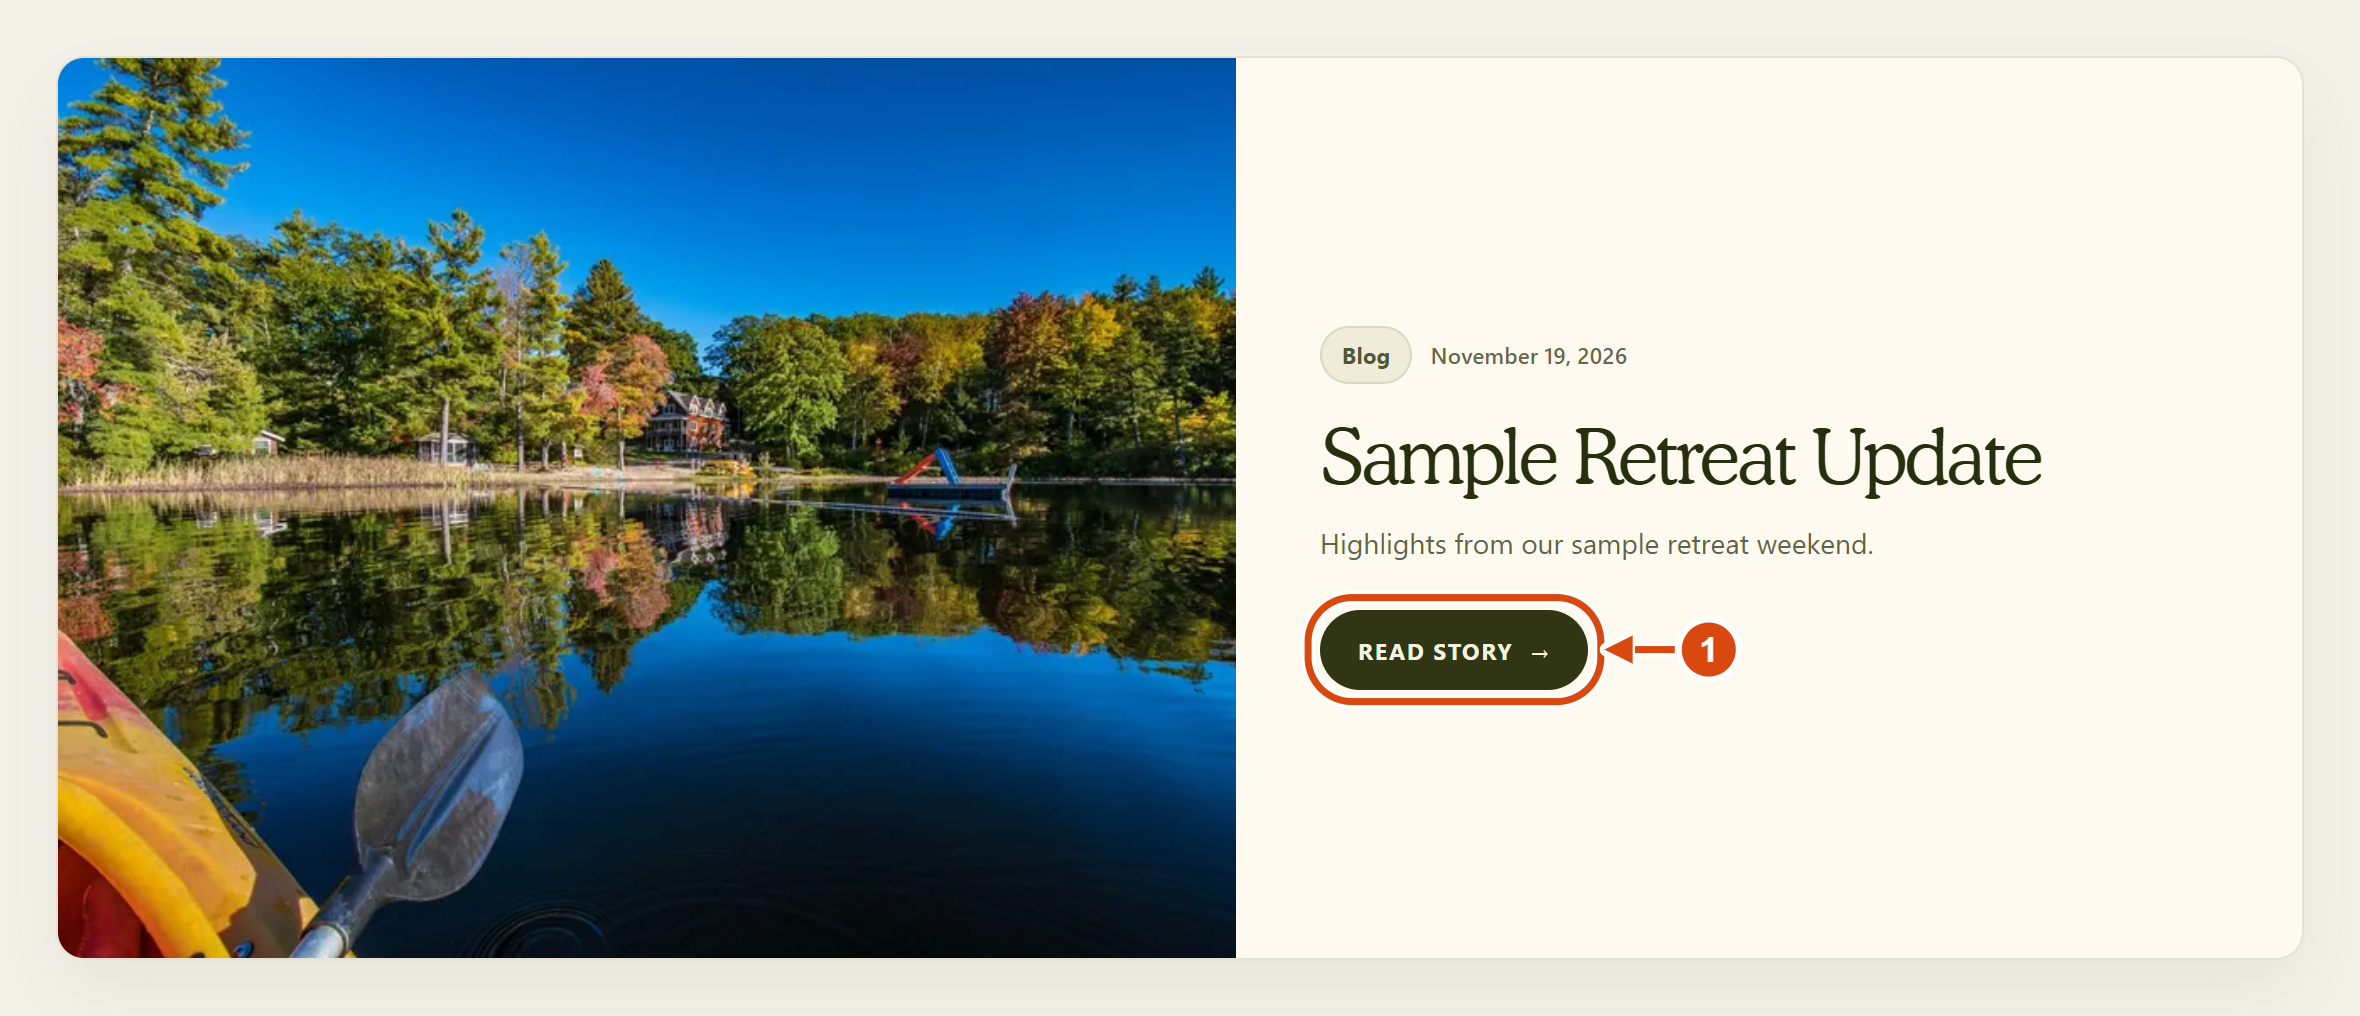 Blog November 19, 2026
Sample Retreat Update
Highlights from our sample retreat weekend.
READ STORY → 1